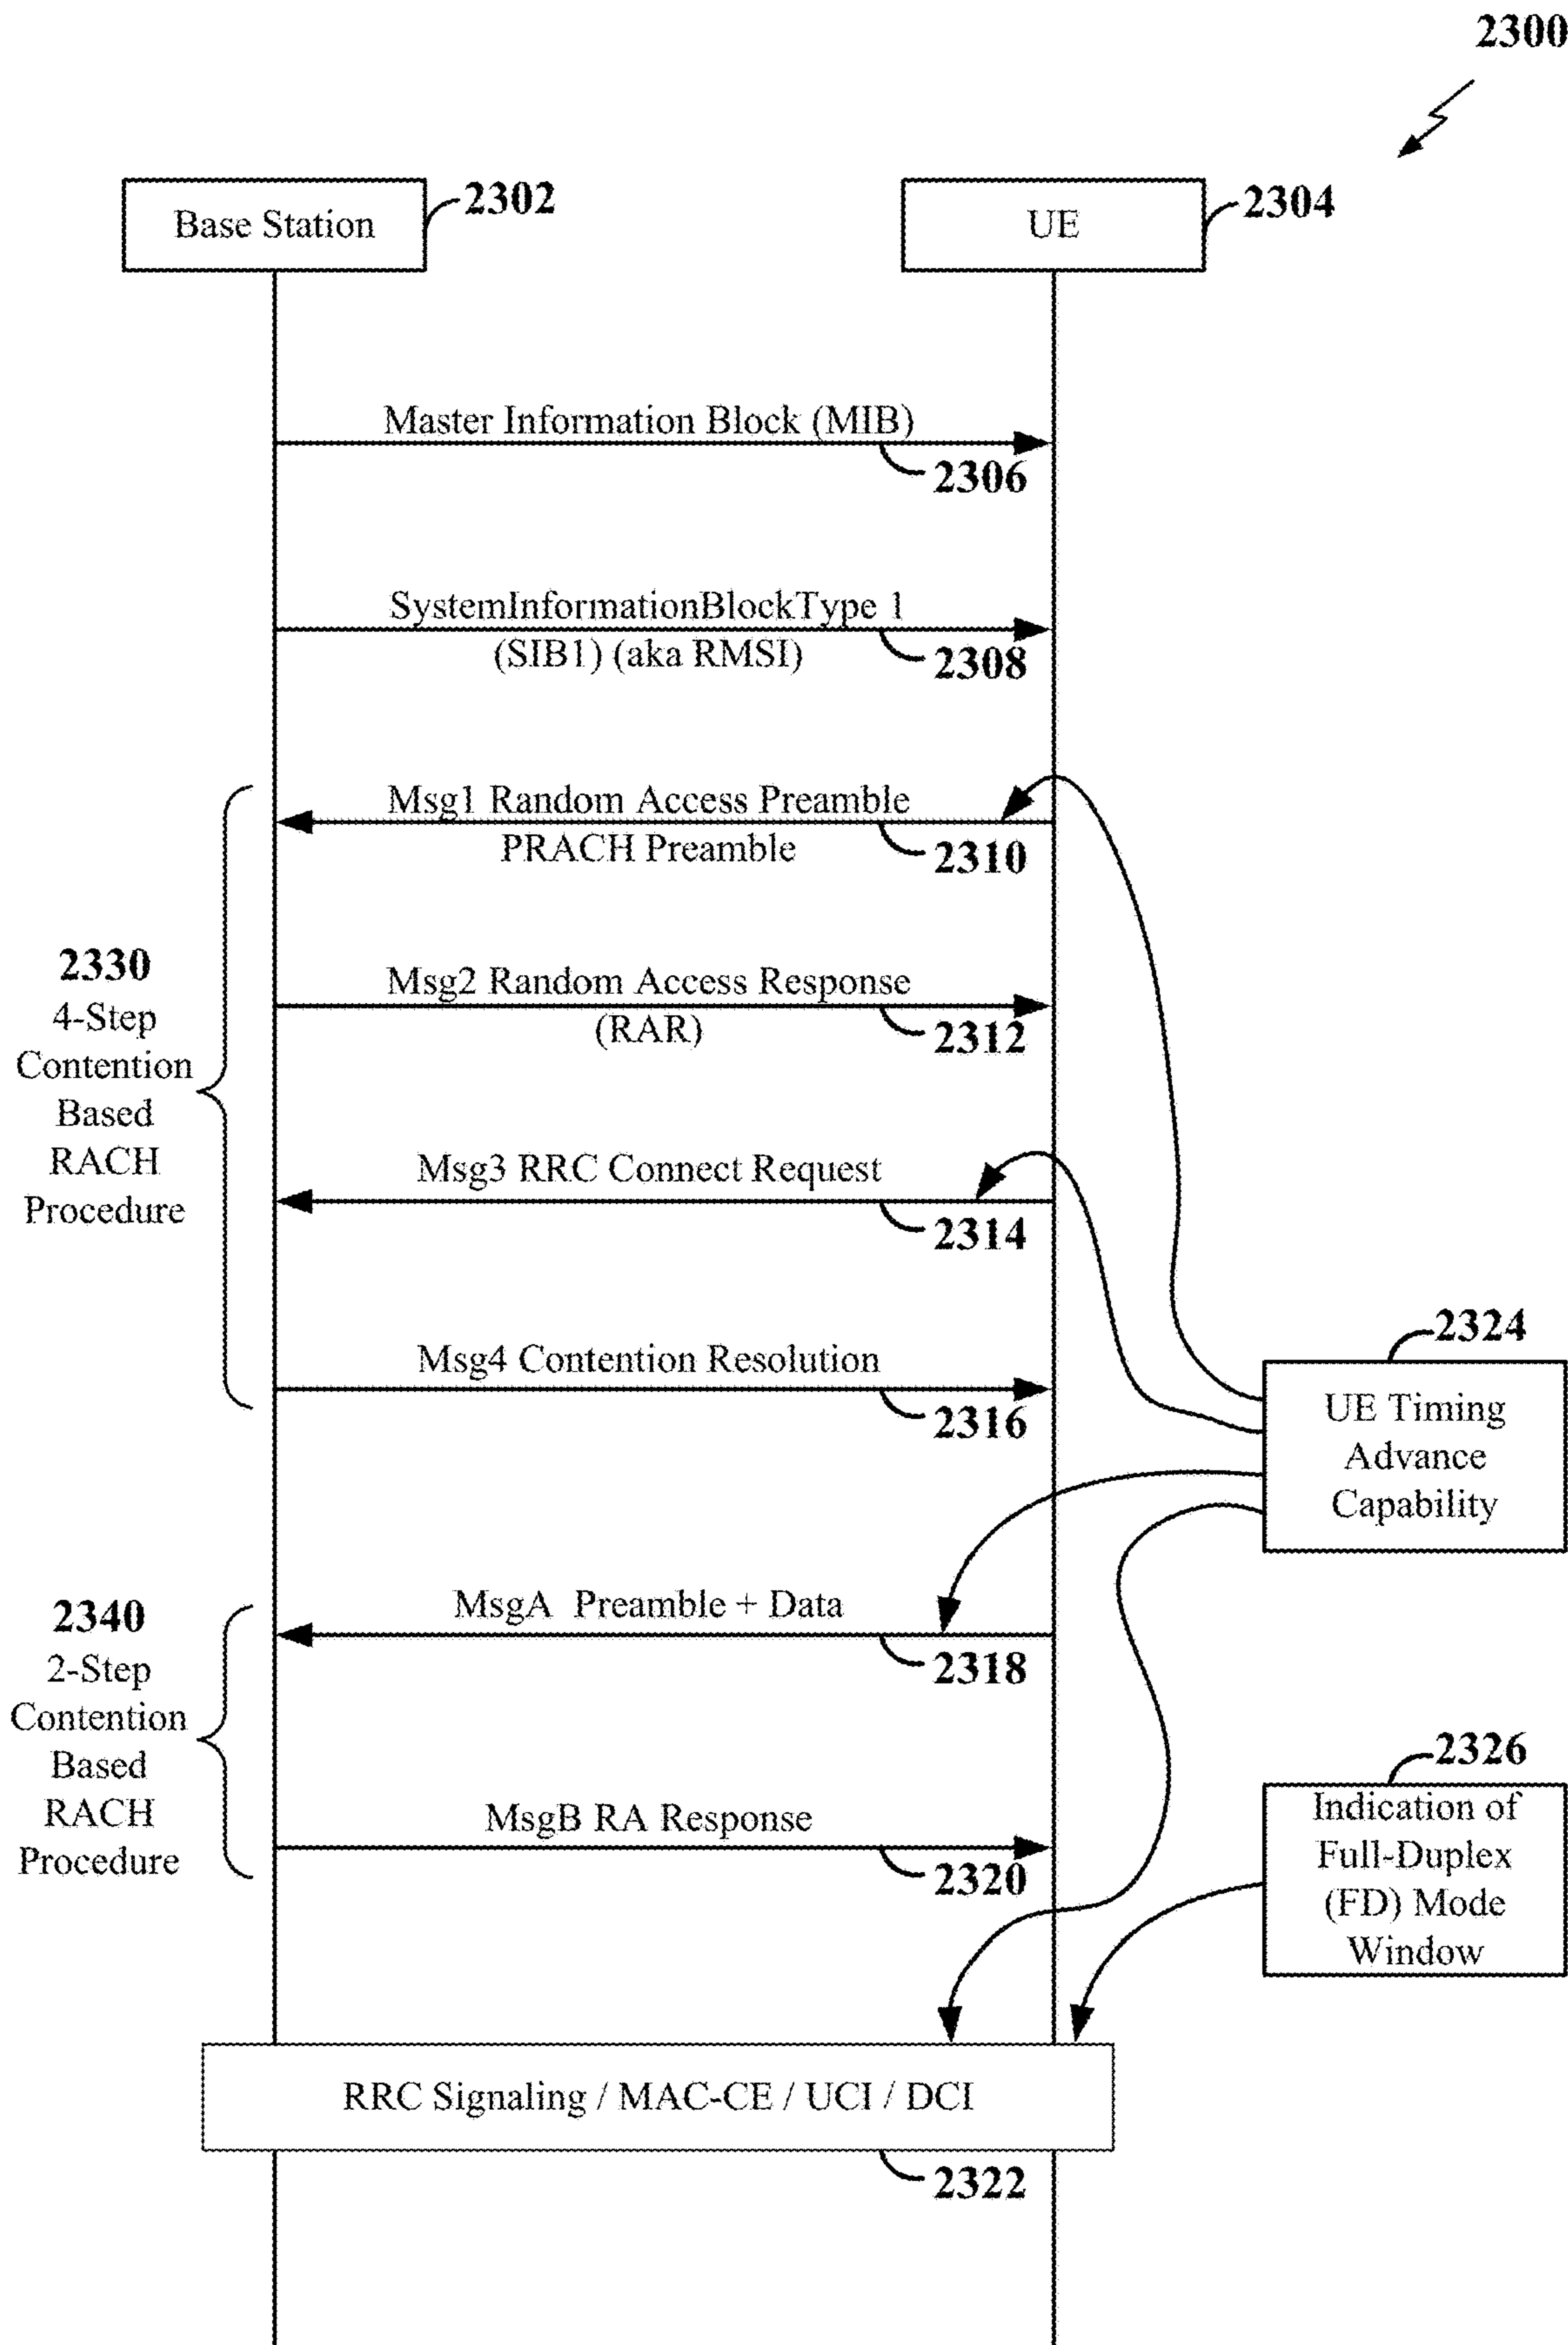 2300
Base Station
2302
UE
2304
Master Information Block (MIB)
2306
SystemInformationBlockType 1
(SIB1) (aka RMSI)
2308
Msg1 Random Access Preamble
PRACH Preamble
2310
2330
4-Step
Contention
Based
RACH
Procedure
Msg2 Random Access Response
(RAR)
2312
Msg3 RRC Connect Request
2314
Msg4 Contention Resolution
2316
2324
UE Timing
Advance
Capability
2340
2-Step
Contention
Based
RACH
Procedure
MsgA Preamble + Data
2318
MsgB RA Response
2320
2326
Indication of
Full-Duplex
(FD) Mode
Window
RRC Signaling / MAC-CE / UCI / DCI
2322